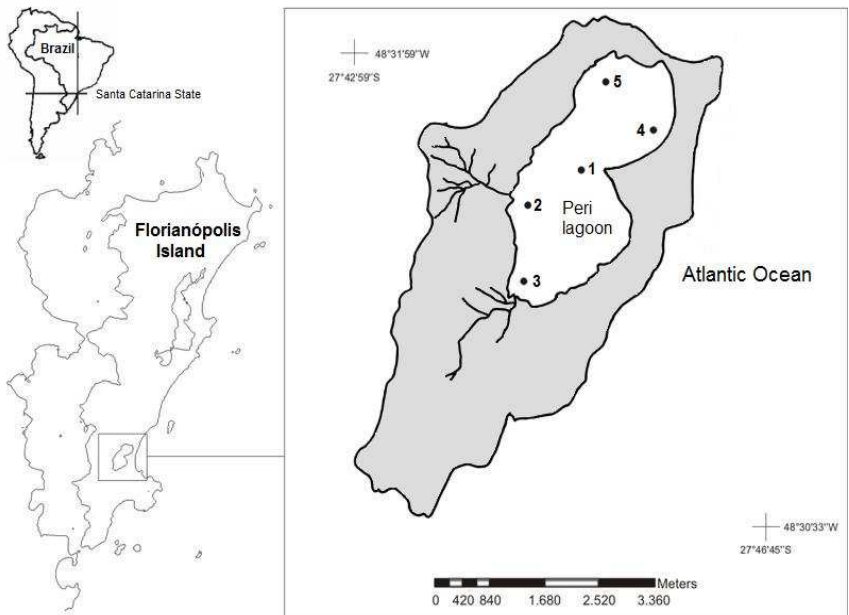 Brazil
Santa Catarina State
Florianópolis
Island
48°31'59''W
27°42'59''S
5
4
1
2
Peri
lagoon
3
Atlantic Ocean
48°30'33''W
27°46'45''S
Meters
0 420 840 1.680 2.520 3.360